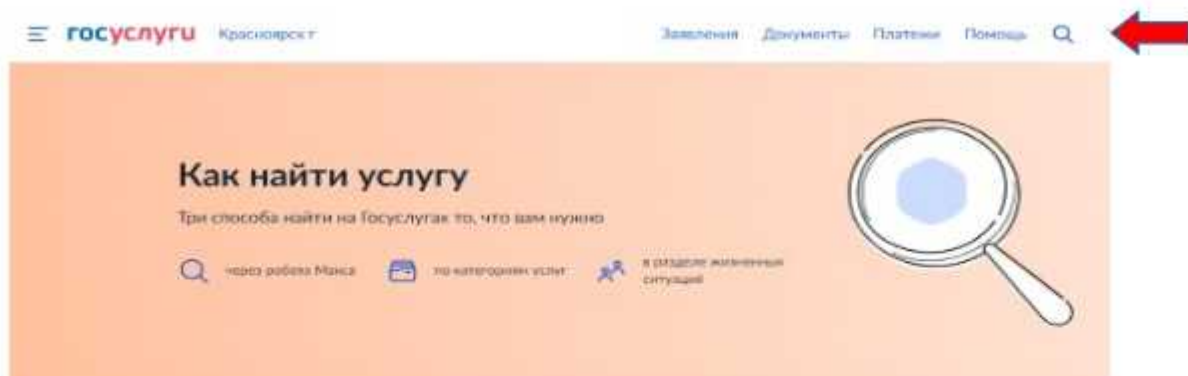 госуслуги Красноярск г Заявления Документы Платежи Помощь
Как найти услугу
Три способа найти на Госуслугах то, что вам нужно
через робота Макса по категориям услуг в разделе жизненных
ситуаций